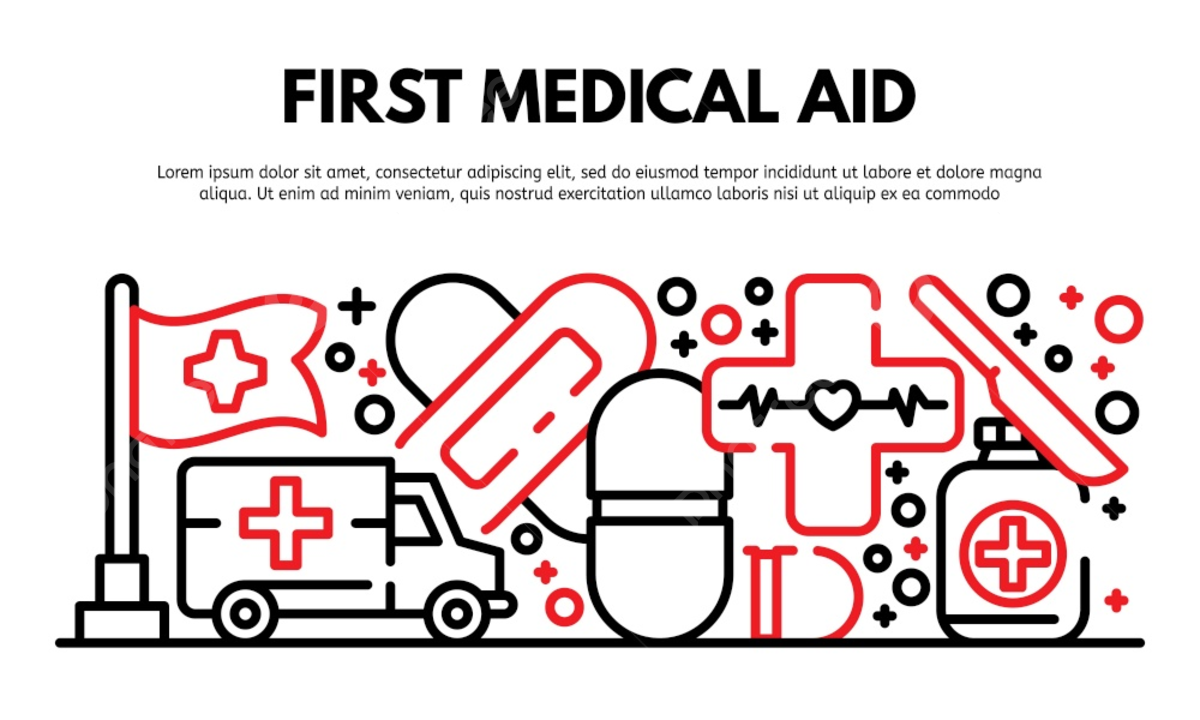 FIRST MEDICAL AID
Lorem ipsum dolor sit amet, consectetur adipiscing elit, sed do eiusmod tempor incididunt ut labore et dolore magna
aliqua. Ut enim ad minim veniam, quis nostrud exercitation ullamco laboris nisi ut aliquip ex ea commodo